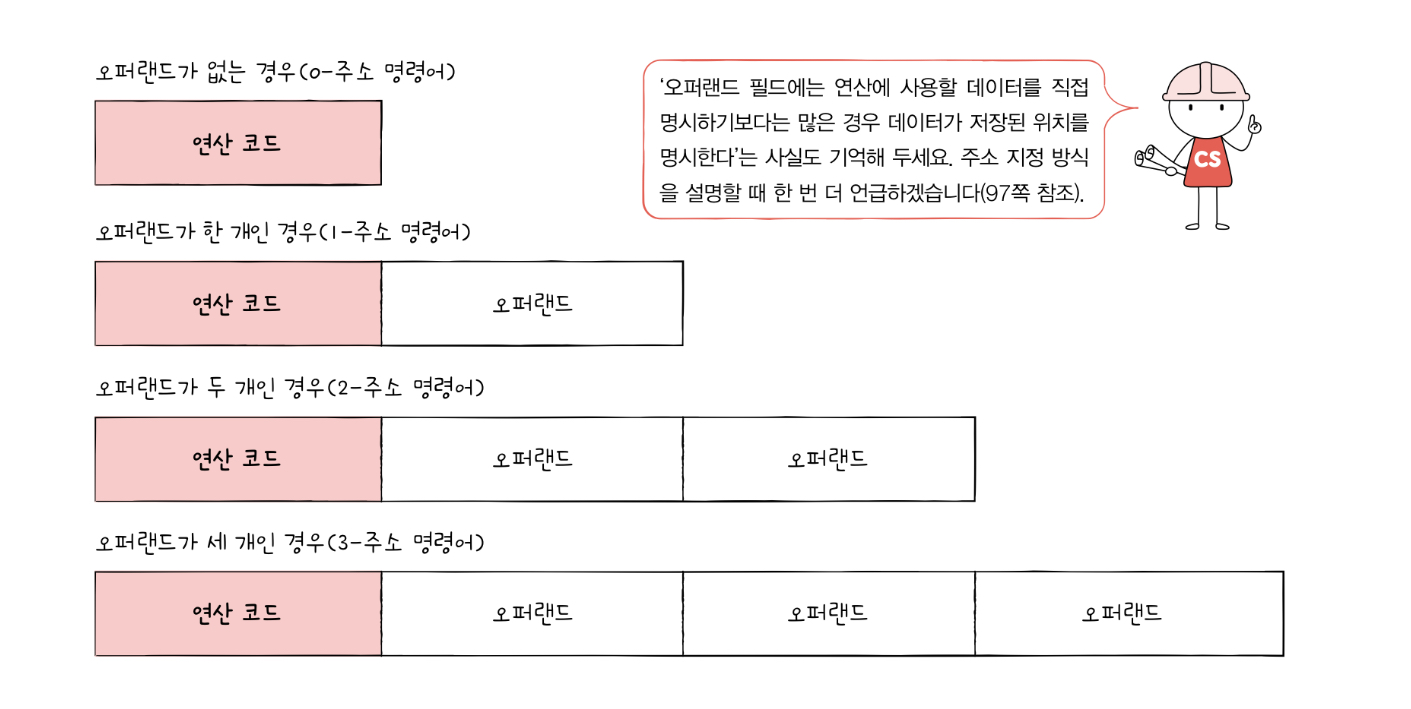 오퍼랜드가 없는 경우(0-주소 명령어)
연산 코드
'오퍼랜드 필드에는 연산에 사용할 데이터를 직접
명시하기보다는 많은 경우 데이터가 저장된 위치를
명시한다'는 사실도 기억해 두세요. 주소 지정 방식
을 설명할 때 한 번 더 언급하겠습니다(97쪽 참조).
CS
오퍼랜드가 한 개인 경우(1-주소 명령어)
연산 코드 오퍼랜드
오퍼랜드가 두 개인 경우(2-주소 명령어)
연산 코드 오퍼랜드 오퍼랜드
오퍼랜드가 세 개인 경우(3-주소 명령어)
연산 코드 오퍼랜드 오퍼랜드 오퍼랜드